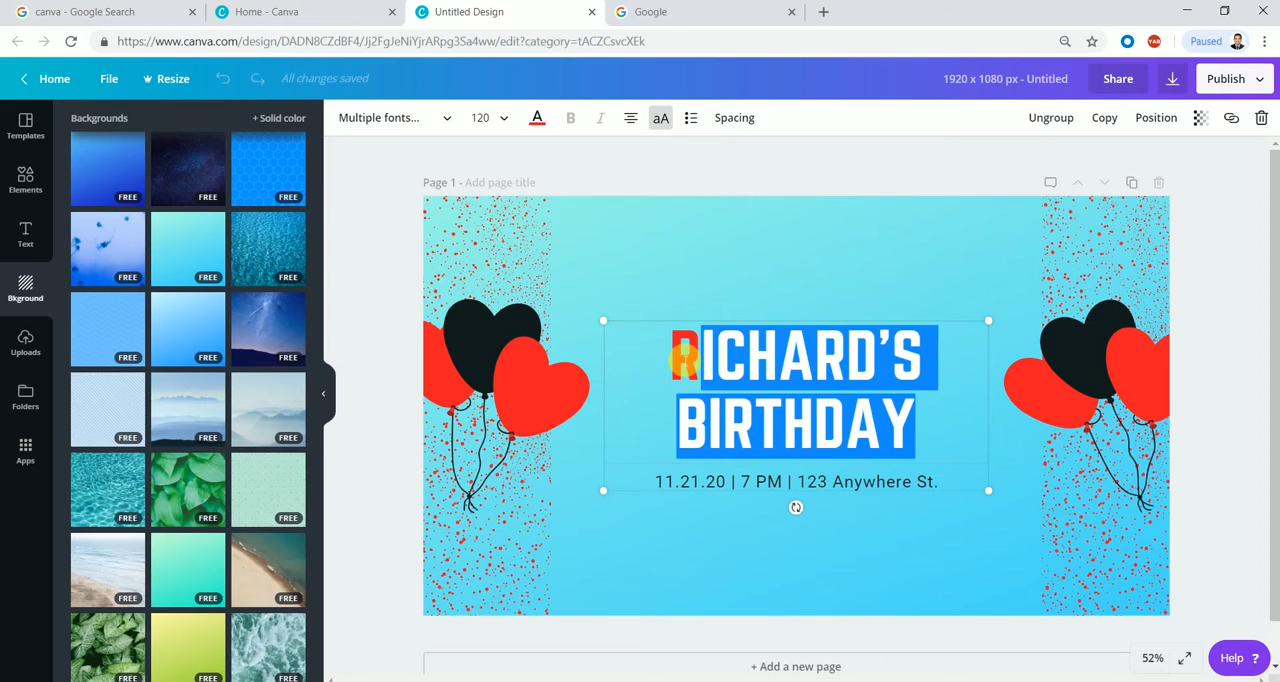 canva - Google Search
Home - Canva
Untitled Design
Google
https://www.canva.com/design/DADN8CZdBF4/Jj2FgJeNiYjrARpg3Sa4ww/edit?category=tACZCsvcXEk
YAB
Paused
Home
File
Resize
All changes saved
1920 x 1080 px - Untitled
Share
Publish
Templates
Elements
Text
Bkground
Uploads
Folders
Apps
Backgrounds
+ Solid color
FREE FREE FREE
FREE FREE FREE
FREE FREE FREE
FREE FREE FREE
FREE FREE FREE
FREE FREE FREE
FREE FREE FREE
Multiple fonts...
120
A
B
I
aA
Spacing
Ungroup
Copy
Position
Page 1 - Add page title
RICHARD'S
BIRTHDAY
11.21.20 | 7 PM | 123 Anywhere St.
+ Add a new page
52%
Help ?